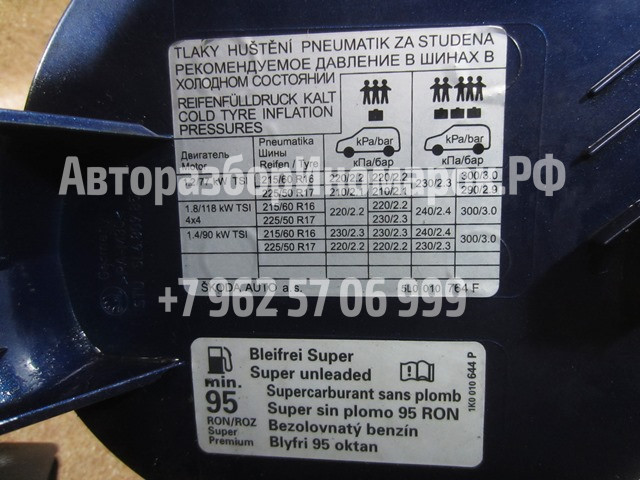 TLAKY HUŠTĚNÍ PNEUMATIK ZA STUDENA
РЕКОМЕНДУЕМОЕ ДАВЛЕНИЕ В ШИНАХ В
ХОЛОДНОМ СОСТОЯНИИ
REIFENFÜLLDRUCK KALT
COLD TYRE INFLATION
PRESSURES
kPa/bar kPa/bar
кПа/бар кПа/бар
Двигатель
Motor
Pneumatika
Шины
Reifen / Tyre
215/60 R16 220/2.2 220/2.2 230/2.3 300/3.0
225/50 R17 210/2.1 210/2.1 290/2.9
1.8/118 kW TSI 215/60 R16 220/2.2 220/2.2 240/2.4 300/3.0
4x4 225/50 R17 230/2.3
1.4/90 kW TSI 215/60 R16 230/2.3 230/2.3 240/2.4 300/3.0
225/50 R17 220/2.2 220/2.2 230/2.3
ŠKODA AUTO a.s. 5L0 010 764 F
Авторазбор
+7 962 57 06 999
min.
95
RON/ROZ
Super
Premium
Bleifrei Super
Super unleaded
Supercarburant sans plomb
Super sin plomo 95 RON
Bezolovnatý benzín
Blyfri 95 oktan
1K0 010 644 P